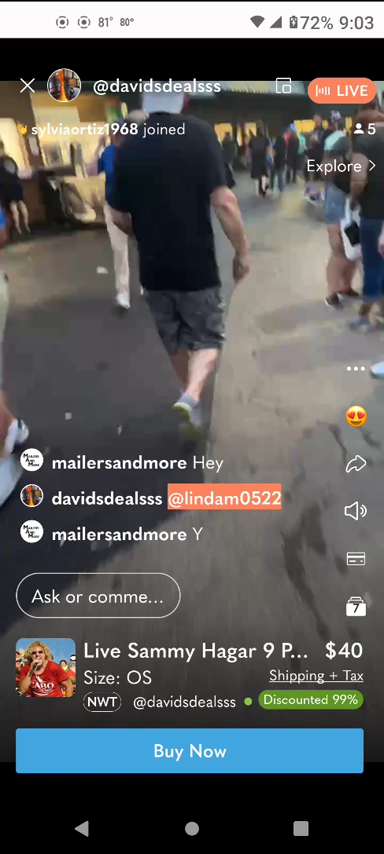 81° 80° 72% 9:03
@davidsdealsss LIVE
sylviaortiz1968 joined
5
Explore >
mailersandmore Hey
davidsdealsss @lindam0522
mailersandmore Y
Ask or comme...
7
Live Sammy Hagar 9 P... $40
Size: OS Shipping + Tax
NWT @davidsdealsss Discounted 99%
Buy Now